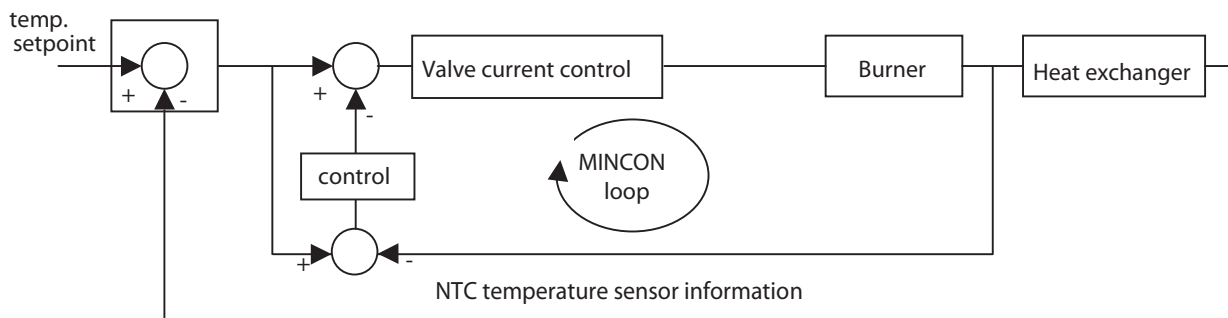 temp.
setpoint
+
-
+
-
Valve current control
Burner
Heat exchanger
MINCON
loop
control
+
-
NTC temperature sensor information